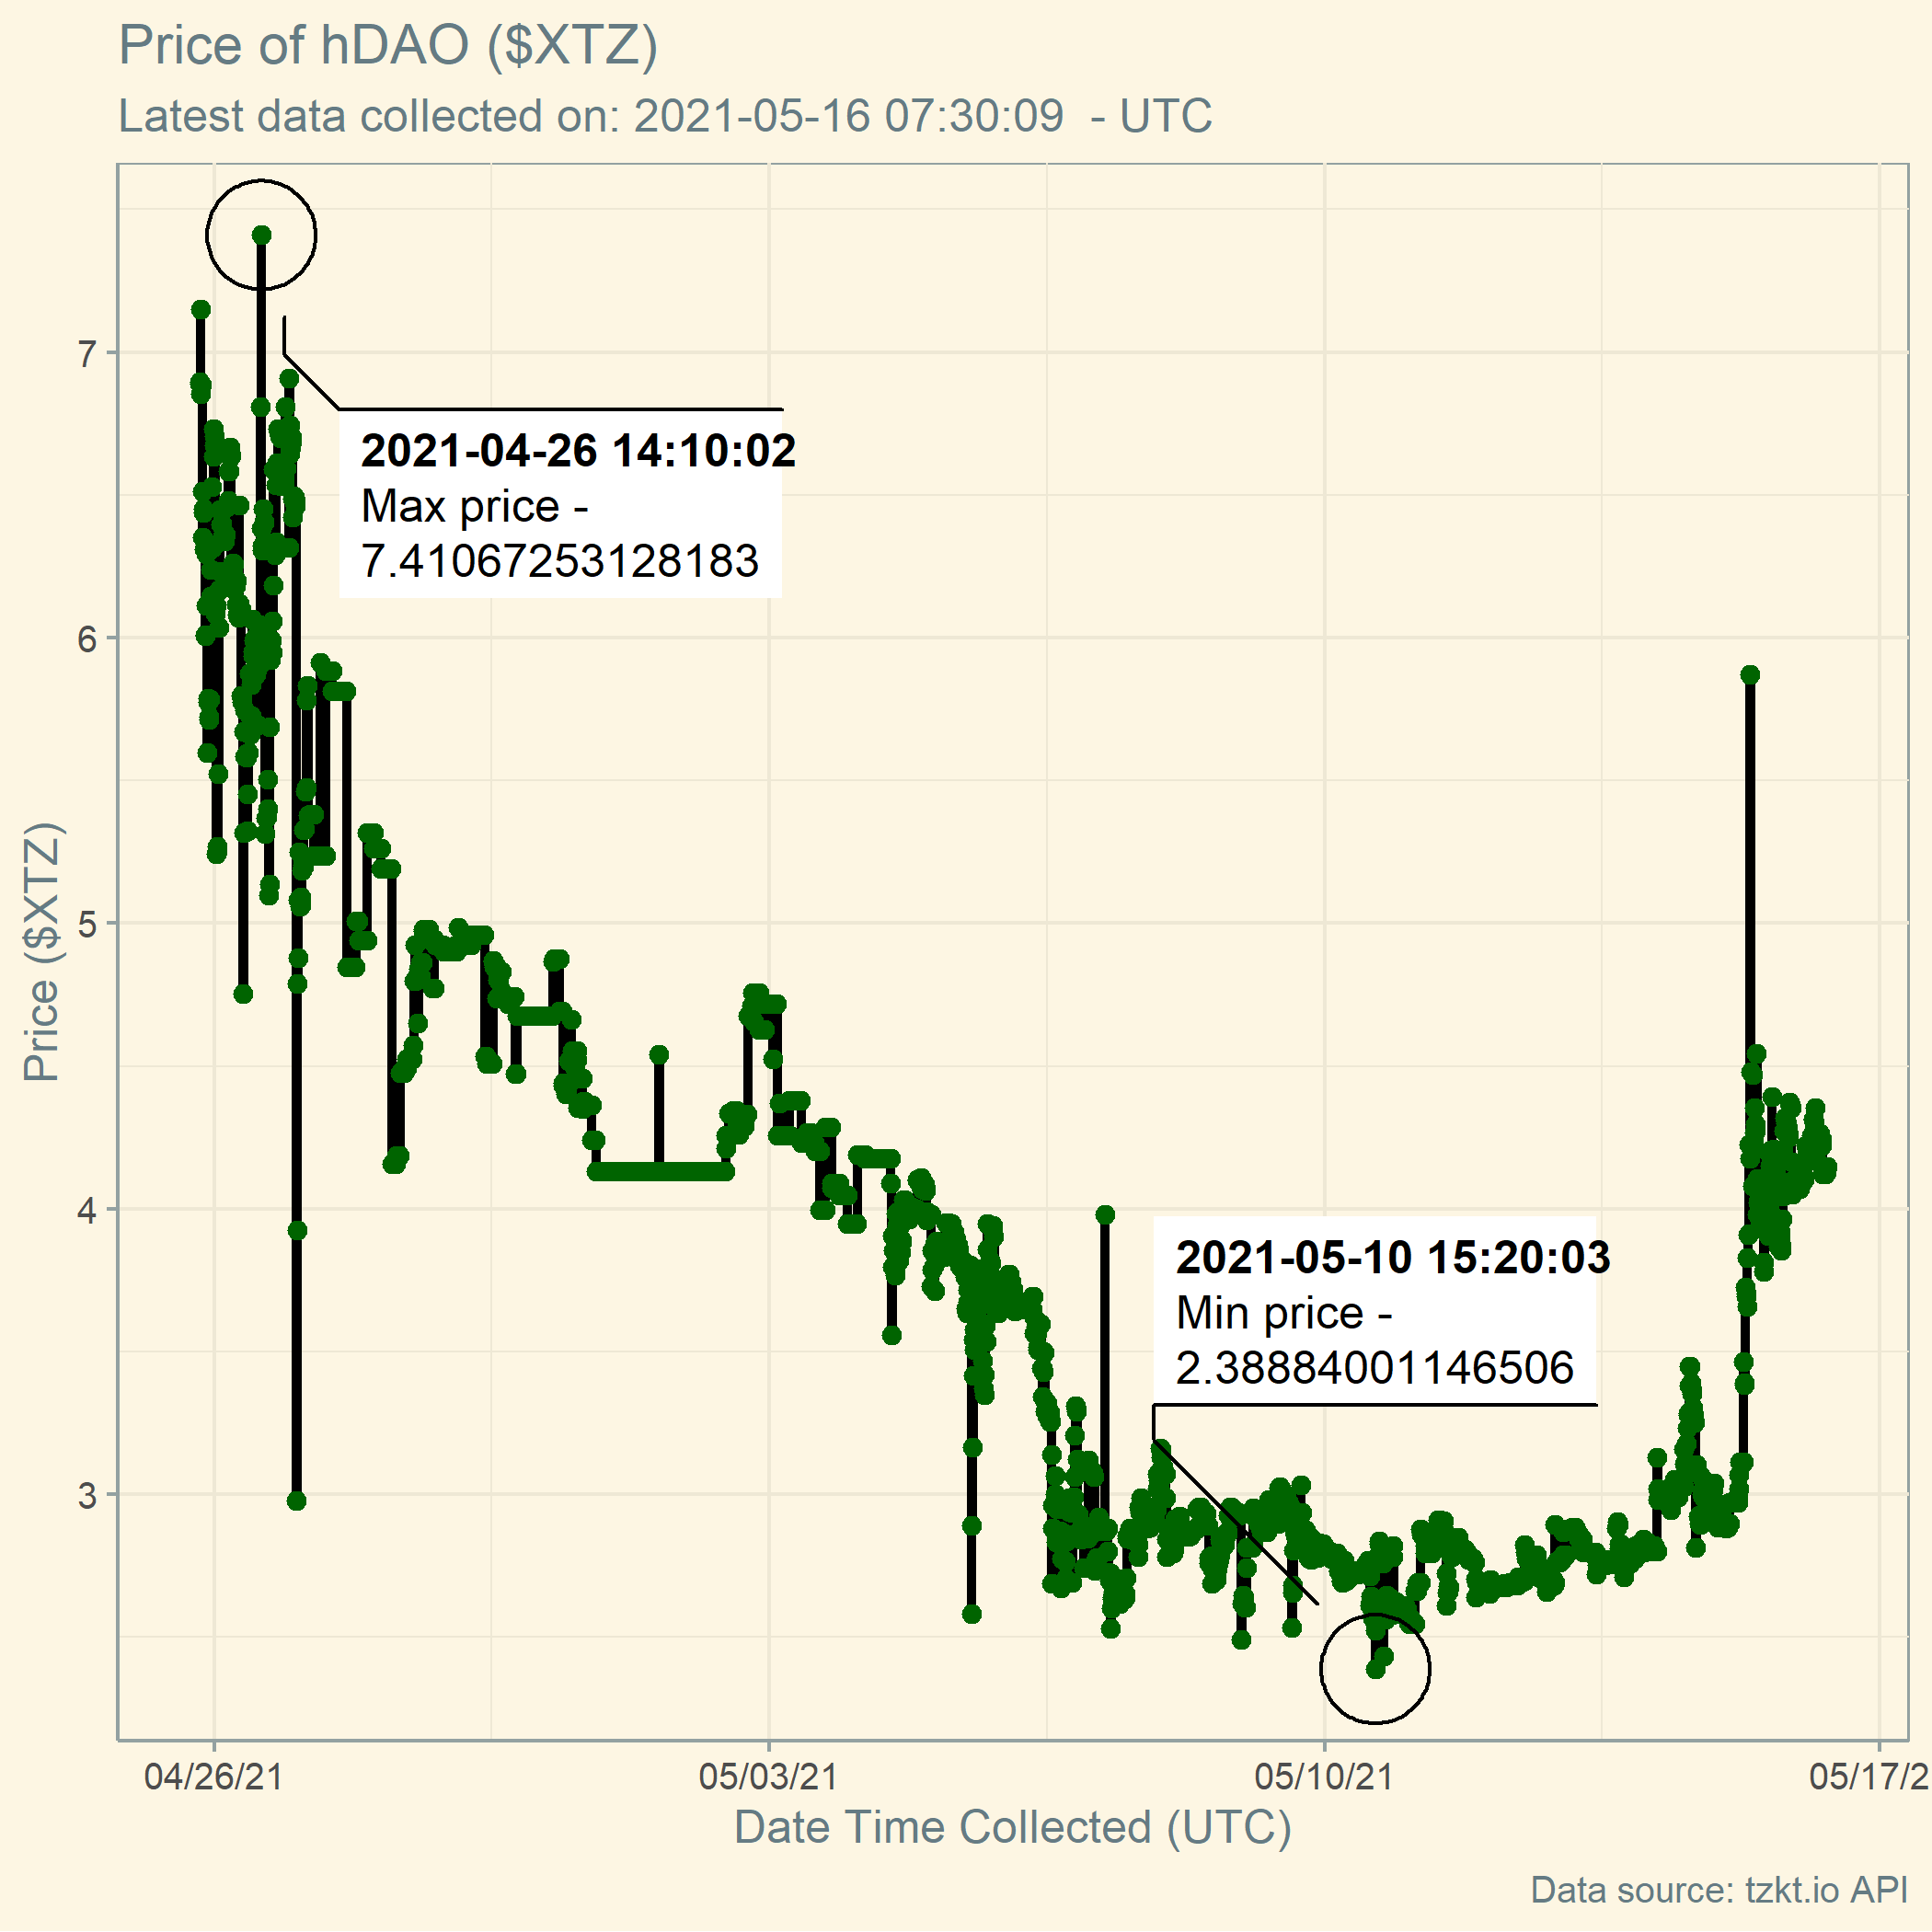 Price of hDAO ($XTZ)
Latest data collected on: 2021-05-16 07:30:09  - UTC
7
2021-04-26 14:10:02
Max price -
7.41067253128183
6
Price ($XTZ)
5
4
2021-05-10 15:20:03
Min price -
2.38884001146506
3
04/26/21 05/03/21 05/10/21 05/17/2
Date Time Collected (UTC)
Data source: tzkt.io API